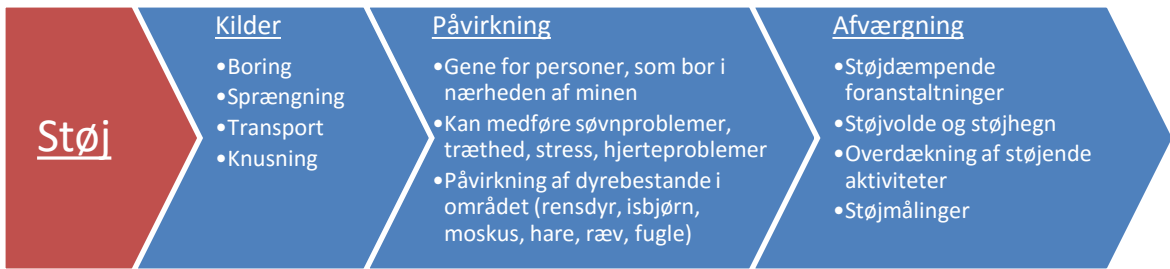 Støj
Kilder
•Boring
•Sprængning
•Transport
•Knusning
Påvirkning
•Gene for personer, som bor i
nærheden af minen
•Kan medføre søvnproblemer,
træthed, stress, hjerteproblemer
•Påvirkning af dyrebestande i
området (rensdyr, isbjørn,
moskus, hare, ræv, fugle)
Afværgning
•Støjdæmpende
foranstaltninger
•Støjvolde og støjhegn
•Overdækning af støjende
aktiviteter
•Støjmålinger